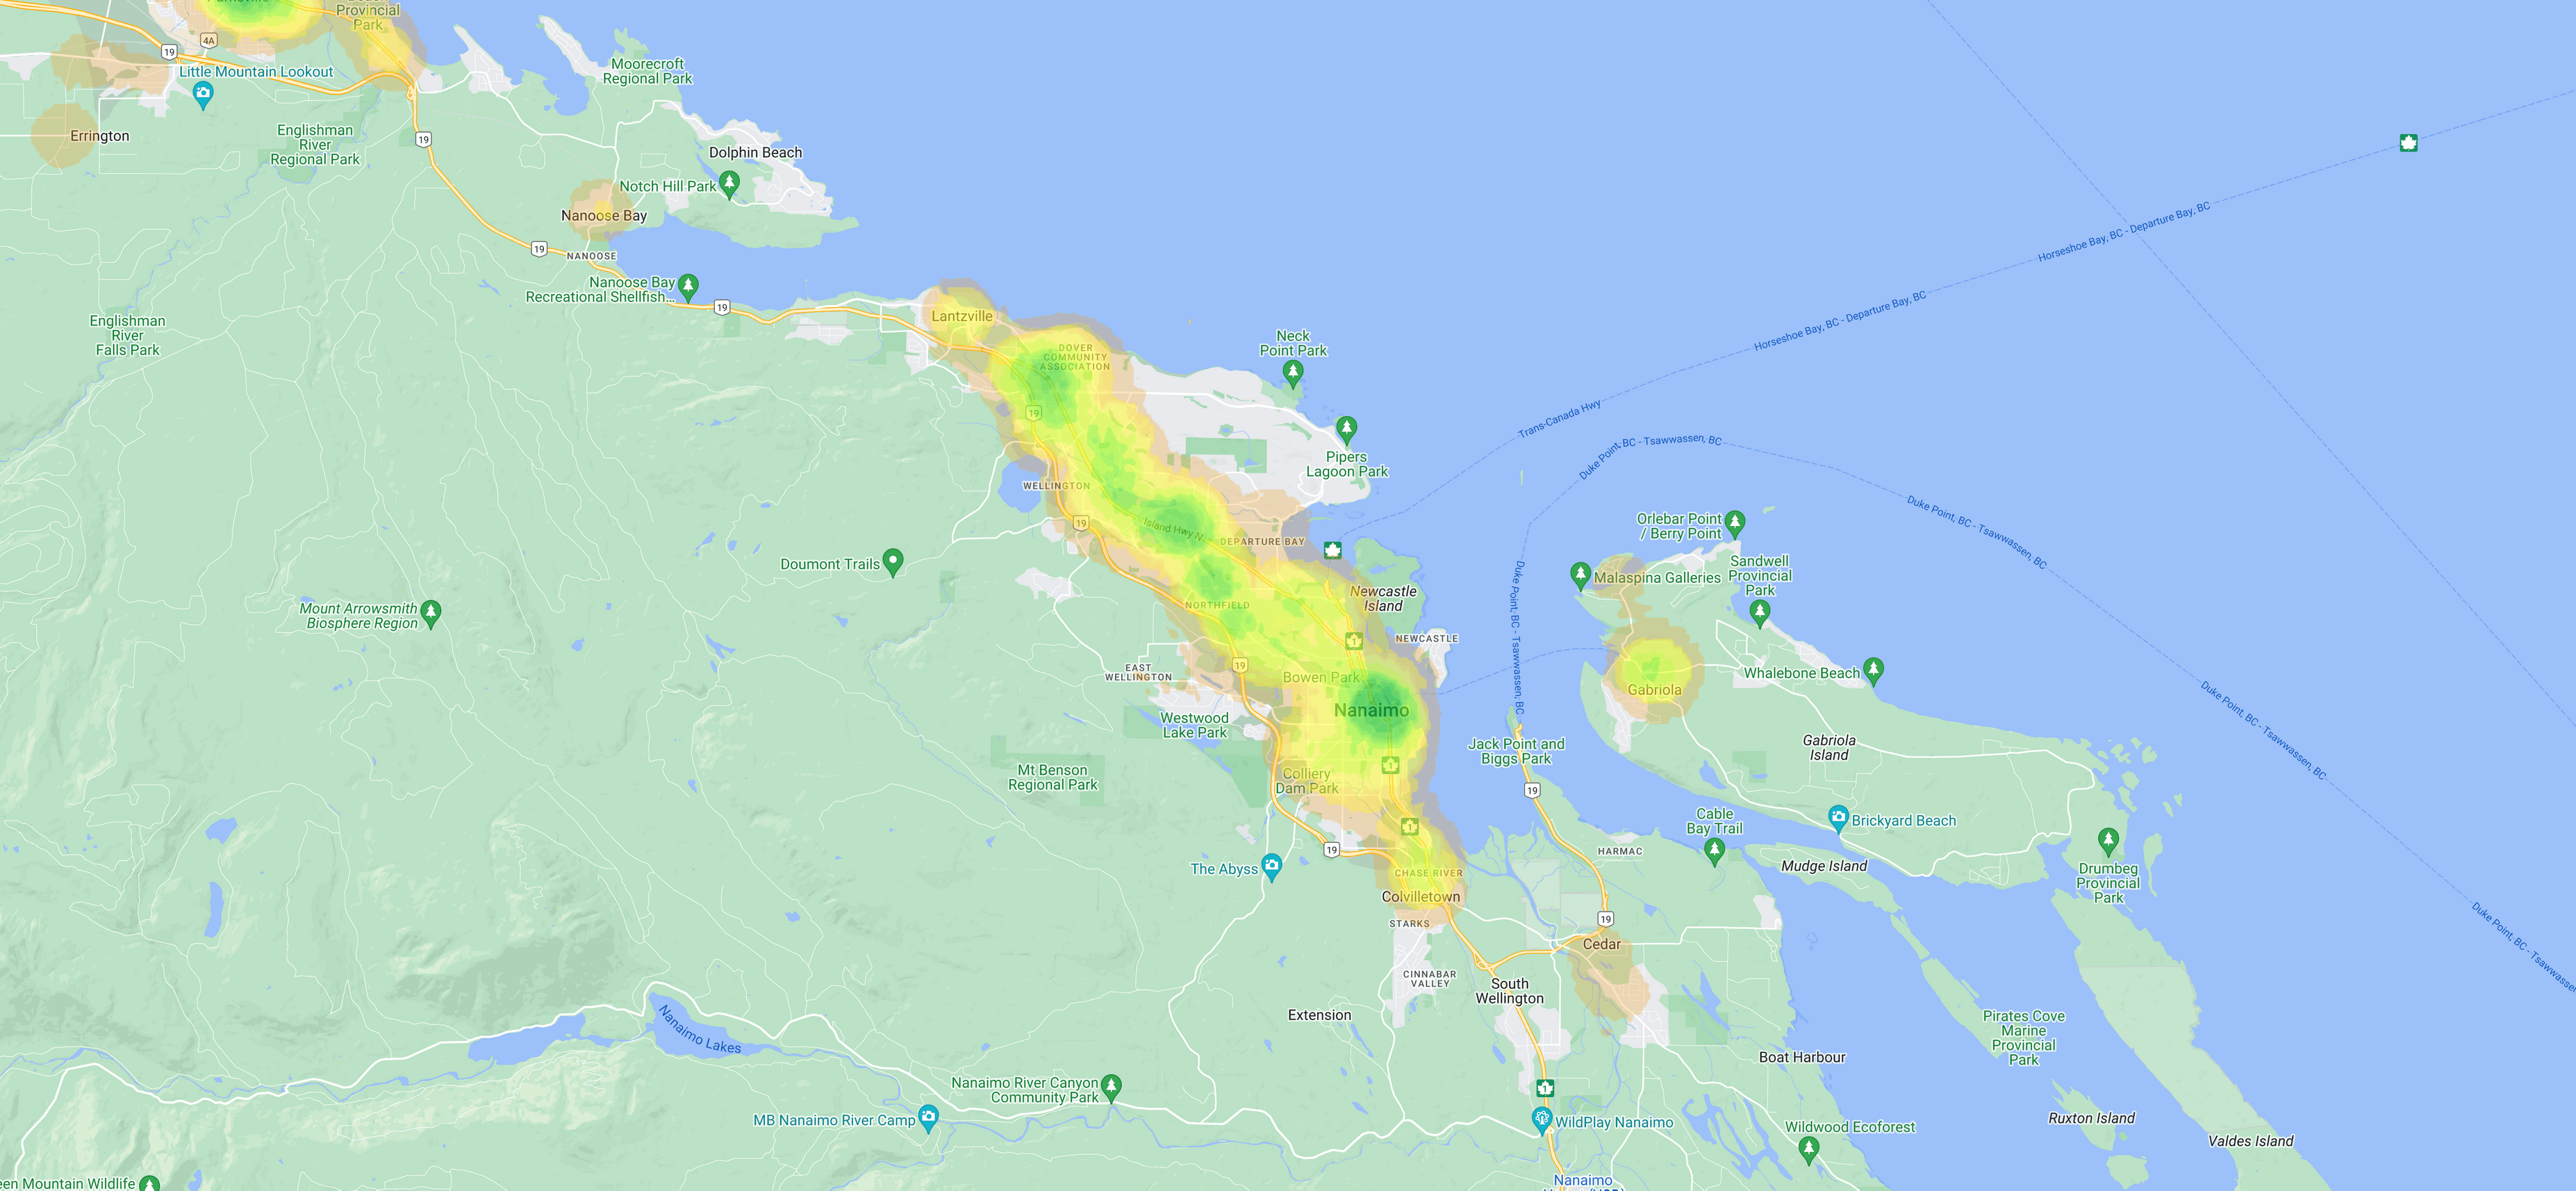 Parksville
Provincial
Park
4A
19
Little Mountain Lookout
Moorecroft
Regional Park
Errington
Englishman
River
Regional Park
19
Dolphin Beach
Notch Hill Park
Nanoose Bay
19
NANOOSE
Nanoose Bay
Recreational Shellfish...
19
Englishman
River
Falls Park
Lantzville
DOVER
COMMUNITY
ASSOCIATION
Neck
Point Park
19
Pipers
Lagoon Park
WELLINGTON
19
Island Hwy N
DEPARTURE BAY
Horseshoe Bay, BC - Departure Bay, BC
Horseshoe Bay, BC - Departure Bay, BC
Trans-Canada Hwy
Duke Point, BC - Tsawwassen, BC
Duke Point, BC - Tsawwassen, BC
Duke Point, BC - Tsawwassen, BC
Duke Point, BC - Tsawwassen, BC
Duke Point, BC - Tsawwassen, BC
Doumont Trails
Mount Arrowsmith
Biosphere Region
NORTHFIELD
Newcastle
Island
1
NEWCASTLE
Orlebar Point
/ Berry Point
Malaspina Galleries
Sandwell
Provincial
Park
Whalebone Beach
Gabriola
Gabriola
Island
EAST
WELLINGTON
19
Bowen Park
Nanaimo
Westwood
Lake Park
Jack Point and
Biggs Park
1
Mt Benson
Regional Park
Colliery
Dam Park
19
1
Cable
Bay Trail
Brickyard Beach
19
The Abyss
HARMAC
Mudge Island
Drumbeg
Provincial
Park
CHASE RIVER
Colvilletown
STARKS
19
Cedar
CINNABAR
VALLEY
South
Wellington
Extension
Pirates Cove
Marine
Provincial
Park
Nanaimo Lakes
Boat Harbour
Nanaimo River Canyon
Community Park
1
MB Nanaimo River Camp
WildPlay Nanaimo
Wildwood Ecoforest
Ruxton Island
Valdes Island
een Mountain Wildlife
Nanaimo